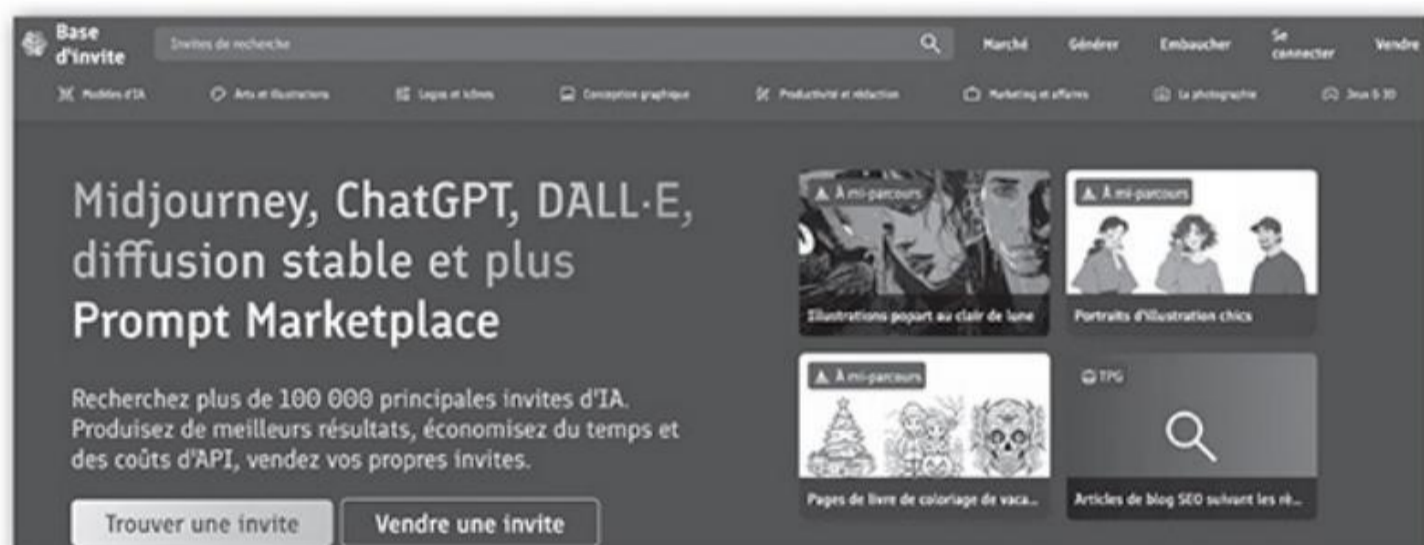 Base
d'invite
Invites de recherche
Marché Générer Embaucher Se connecter Vendre
Modèles d'IA Arts et illustrations Logos et icônes Conception graphique Productivité et rédaction Marketing et affaires La photographie Jeux & 3D
Midjourney, ChatGPT, DALL·E,
diffusion stable et plus
Prompt Marketplace
Recherchez plus de 100 000 principales invites d'IA.
Produisez de meilleurs résultats, économisez du temps et
des coûts d'API, vendez vos propres invites.
Trouver une invite Vendre une invite
À mi-parcours
Illustrations popart au clair de lune
À mi-parcours
Portraits d'illustration chics
À mi-parcours
Pages de livre de coloriage de vaca...
TPG
Articles de blog SEO suivant les rè...